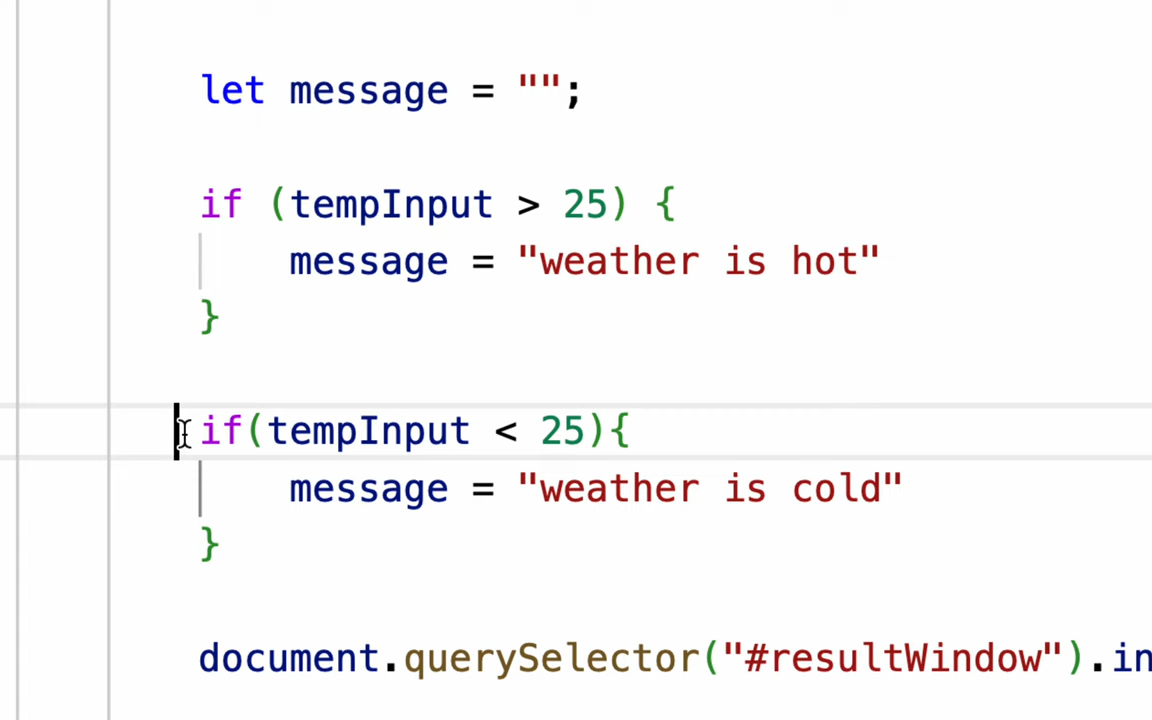 let message = "";
if (tempInput > 25) {
message = "weather is hot"
}
if(tempInput < 25){
message = "weather is cold"
}
document.querySelector("#resultWindow").in